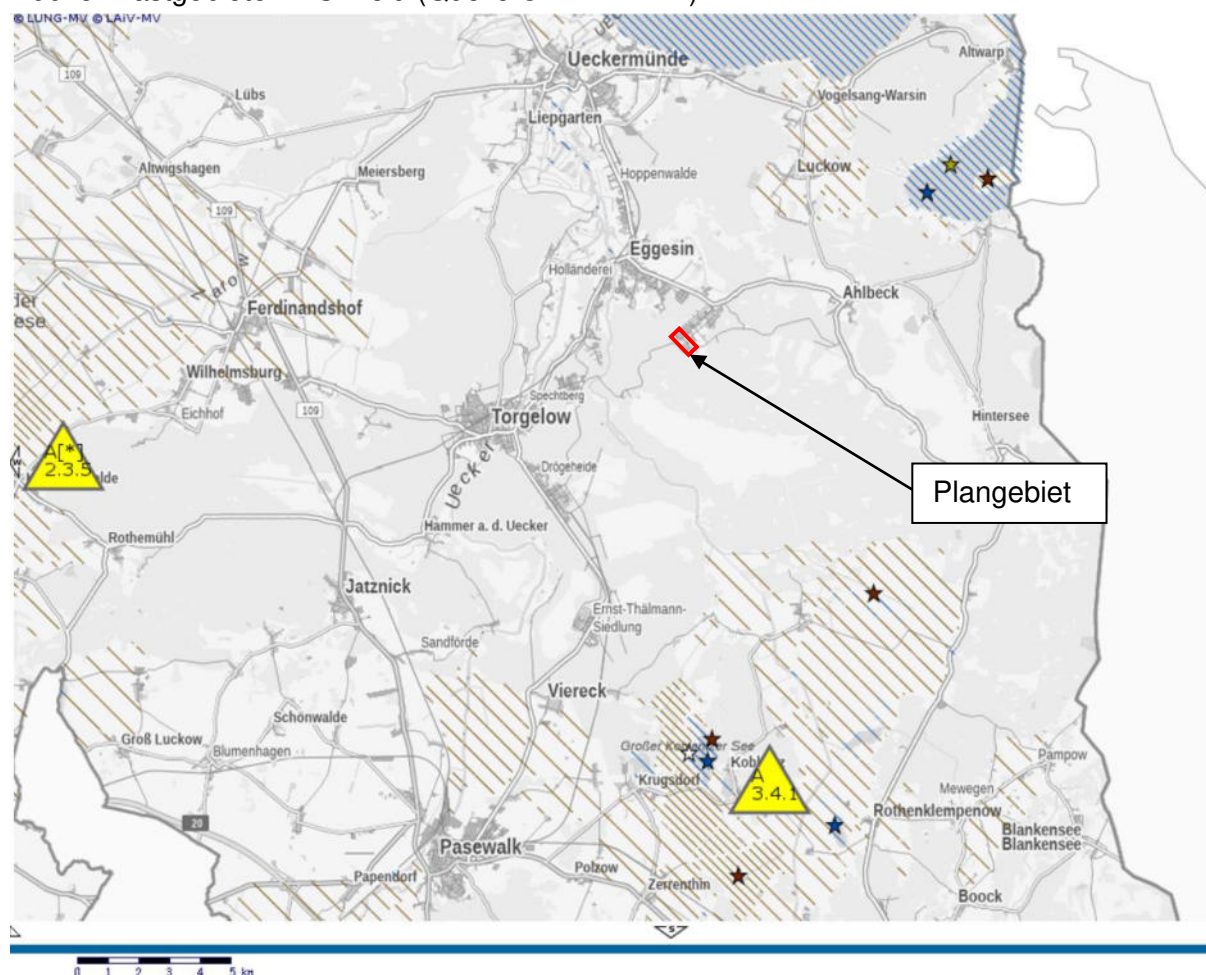 © LUNG-MV © LAiV-MV
Altwarp
Ueckermünde
109
Lübs
Vogelsang-Warsin
Liepgarten
Altwigshagen
Meiersberg
Hoppenwalde
Luckow
109
Zarow
Eggesin
Holländerei
Ahlbeck
Ferdinandshof
Wilhelmsburg
Spechtberg
Eichhof
109
Torgelow
Hintersee
A[*]
2.3.5
Drögeheide
Uecker
Plangebiet
Hammer a. d. Uecker
Rothemühl
Jatznick
Ernst-Thälmann-
Siedlung
Sandförde
Viereck
Schönwalde
Groß Luckow
Blumenhagen
Pampow
Krugsdorf
A
3.4.1
Mewegen
Rothenklempenow
20
Blankensee
Blankensee
Pasewalk
Polzow
Papendorf
Zerrenthin
Boock
S
0 1 2 3 4 5 km